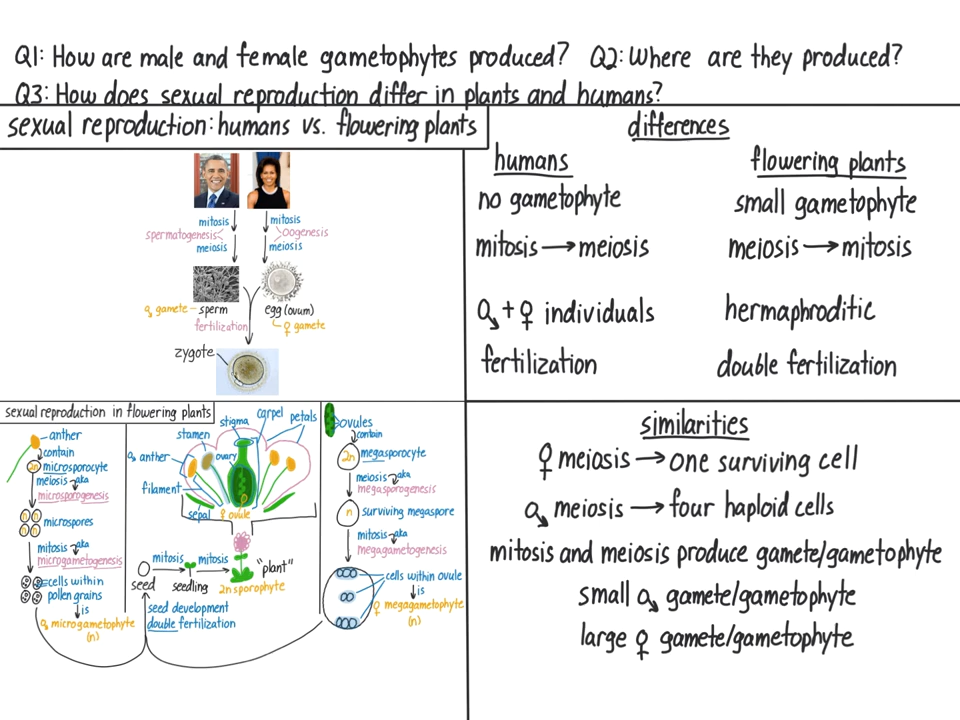 Q1: How are male and female gametophytes produced? Q2: Where are they produced?
Q3: How does sexual reproduction differ in plants and humans?
sexual reproduction: humans vs. flowering plants
mitosis mitosis
spermatogenesis oogenesis
meiosis meiosis
♂ gamete - sperm egg (ovum)
fertilization ♀ gamete
zygote
differences
humans flowering plants
no gametophyte small gametophyte
mitosis → meiosis meiosis → mitosis
♂ + ♀ individuals hermaphroditic
fertilization double fertilization
sexual reproduction in flowering plants
anther
contain
2n microsporocyte
meiosis → aka
microsporogenesis
n n microspores
n n
mitosis → aka
microgametogenesis
cells within
pollen grains
is
♂ microgametophyte
(n)
stigma carpel petals
stamen
♂ anther ovary
filament
sepal ♀ ovule
mitosis mitosis "plant"
seed seedling 2n sporophyte
seed development
double fertilization
ovules
contain
2n megasporocyte
meiosis → aka
megasporogenesis
n surviving megaspore
mitosis → aka
megagametogenesis
cells within ovule
is
♀ megagametophyte
(n)
similarities
♀ meiosis → one surviving cell
♂ meiosis → four haploid cells
mitosis and meiosis produce gamete/gametophyte
small ♂ gamete/gametophyte
large ♀ gamete/gametophyte